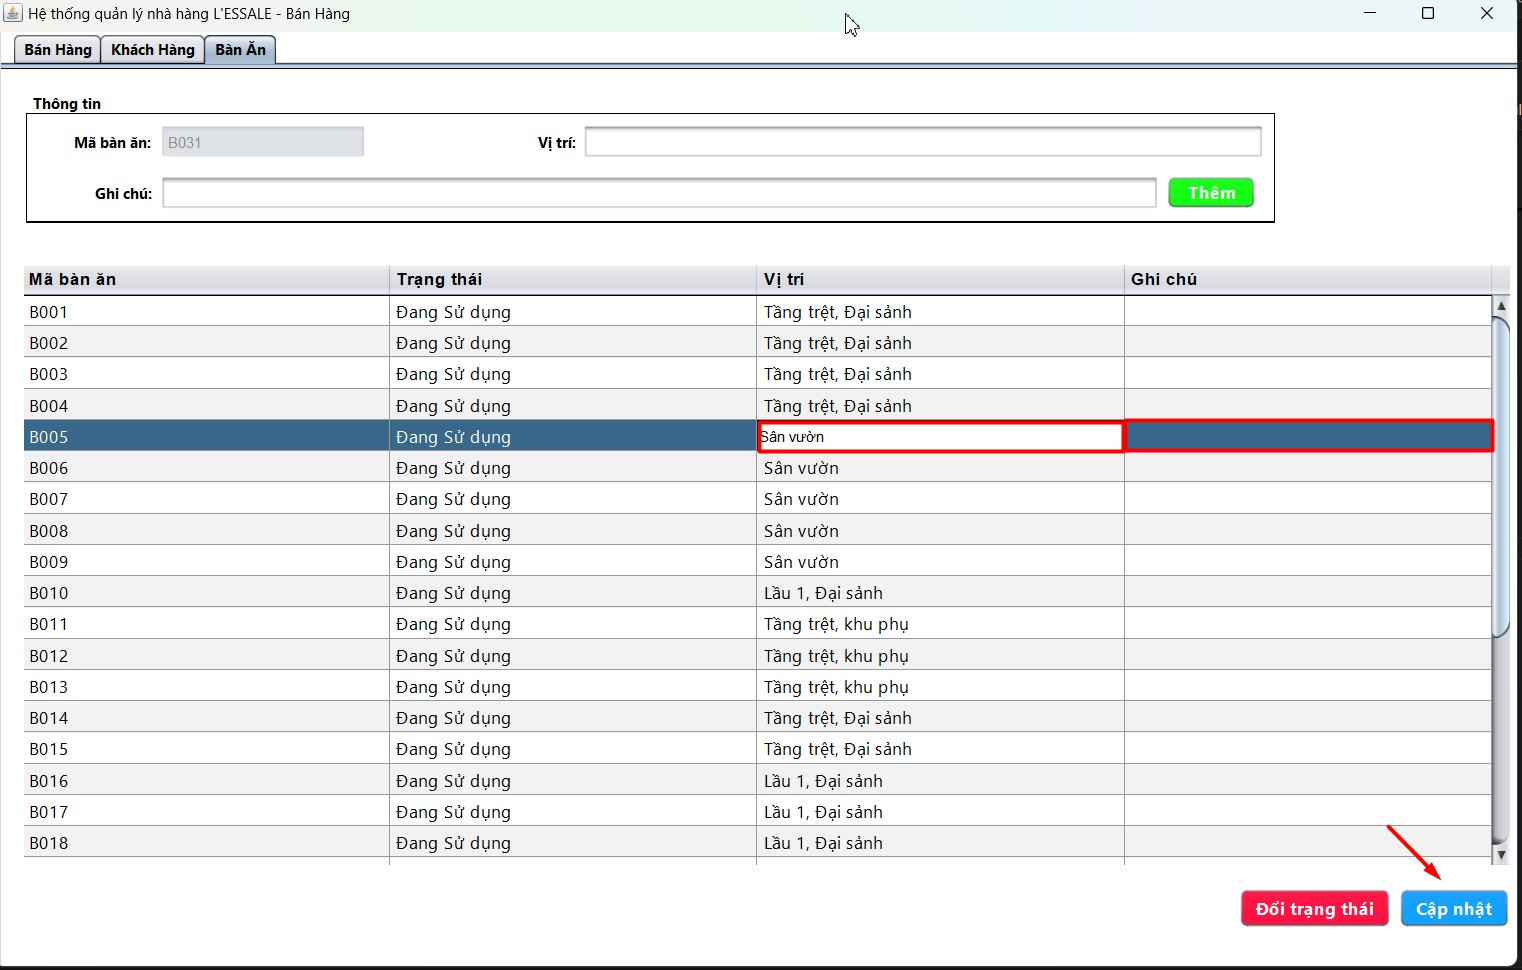 Hệ thống quản lý nhà hàng L'ESSALE - Bán Hàng
Bán Hàng Khách Hàng Bàn Ăn
Thông tin
Mã bàn ăn: B031 Vị trí:
Ghi chú: Thêm
Mã bàn ăn Trạng thái Vị trí Ghi chú
B001 Đang Sử dụng Tầng trệt, Đại sảnh
B002 Đang Sử dụng Tầng trệt, Đại sảnh
B003 Đang Sử dụng Tầng trệt, Đại sảnh
B004 Đang Sử dụng Tầng trệt, Đại sảnh
B005 Đang Sử dụng Sân vườn
B006 Đang Sử dụng Sân vườn
B007 Đang Sử dụng Sân vườn
B008 Đang Sử dụng Sân vườn
B009 Đang Sử dụng Sân vườn
B010 Đang Sử dụng Lầu 1, Đại sảnh
B011 Đang Sử dụng Tầng trệt, khu phụ
B012 Đang Sử dụng Tầng trệt, khu phụ
B013 Đang Sử dụng Tầng trệt, khu phụ
B014 Đang Sử dụng Tầng trệt, Đại sảnh
B015 Đang Sử dụng Tầng trệt, Đại sảnh
B016 Đang Sử dụng Lầu 1, Đại sảnh
B017 Đang Sử dụng Lầu 1, Đại sảnh
B018 Đang Sử dụng Lầu 1, Đại sảnh
Đổi trạng thái Cập nhật